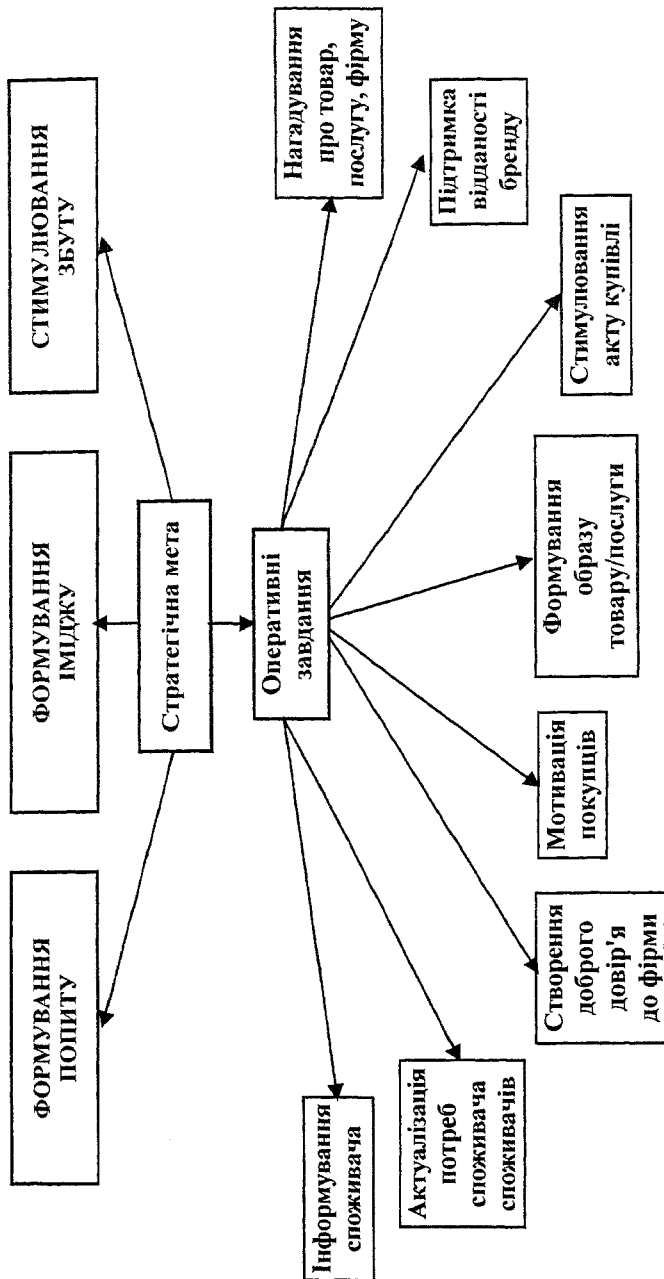 ФОРМУВАННЯ
ПОПИТУ
ФОРМУВАННЯ
ІМІДЖУ
СТИМУЛЮВАННЯ
ЗБУТУ
Стратегічна мета
Оперативні
завдання
Інформування
споживача
Актуалізація
потреб
споживача
споживачів
Створення
доброго
довір'я
до фірми
Мотивація
покупців
Формування
образу
товару/послуги
Стимулювання
акту купівлі
Підтримка
відданості
бренду
Нагадування
про товар,
послугу, фірму